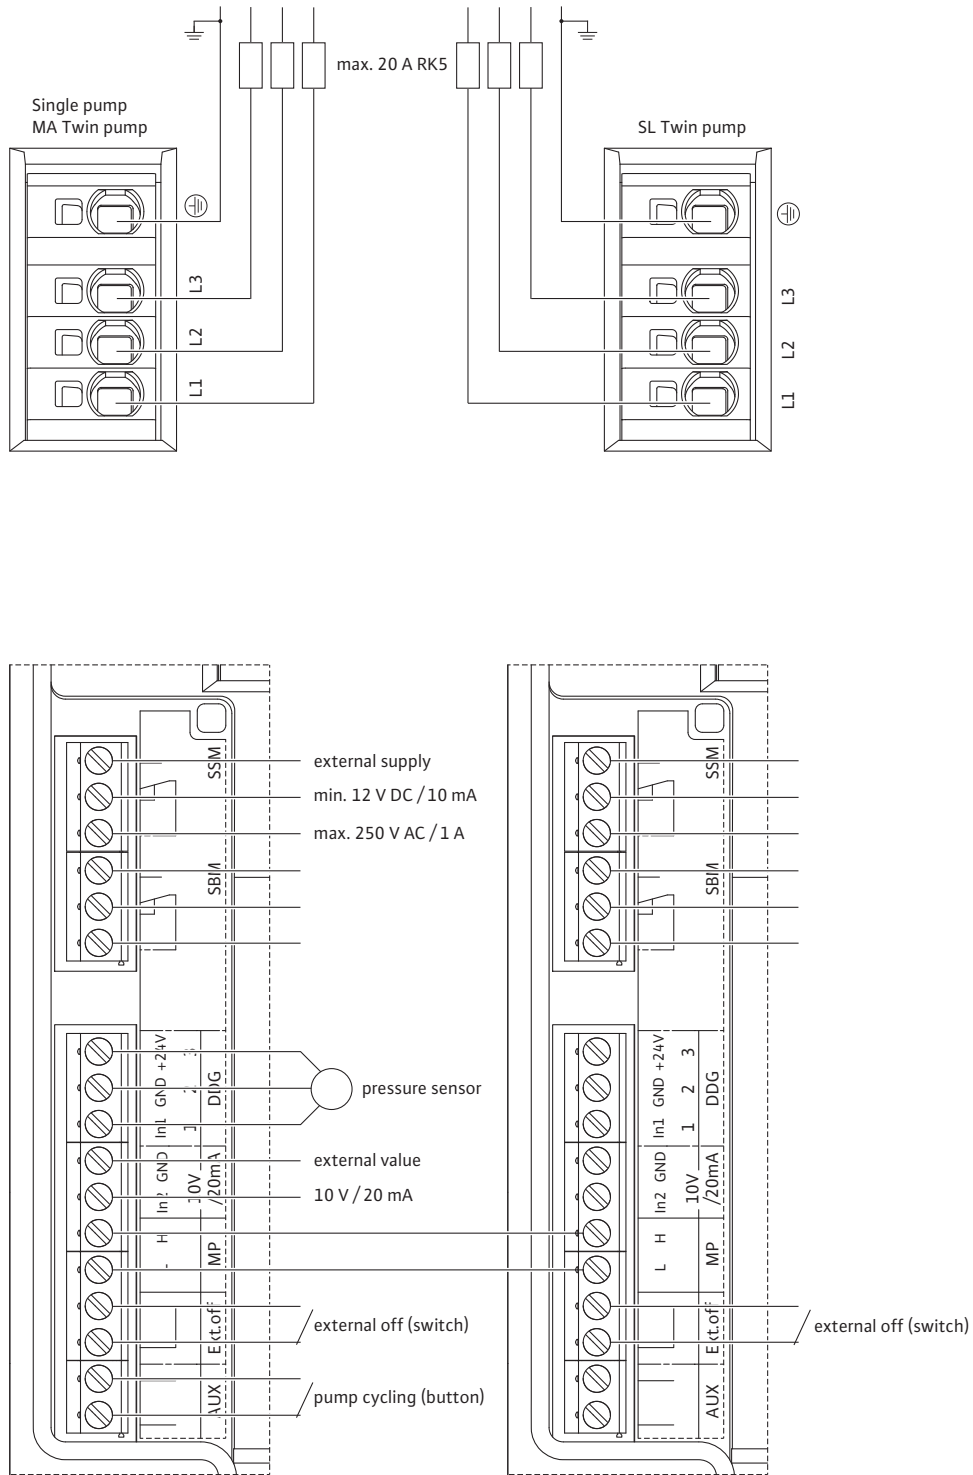 max. 20 A RK5
Single pump
MA Twin pump
SL Twin pump
L3
L2
L1
L3
L2
L1
SSM
external supply
min. 12 V DC / 10 mA
max. 250 V AC / 1 A
SBM
SSM
SBM
In1 GND +24V
1 2 3
DDG
pressure sensor
In2 GND
10V
/20mA
external value
10 V / 20 mA
H
MP
Ext.off
external off (switch)
AUX
pump cycling (button)
In1 GND +24V
1 2 3
DDG
In2 GND
10V
/20mA
L H
MP
Ext.off
external off (switch)
AUX